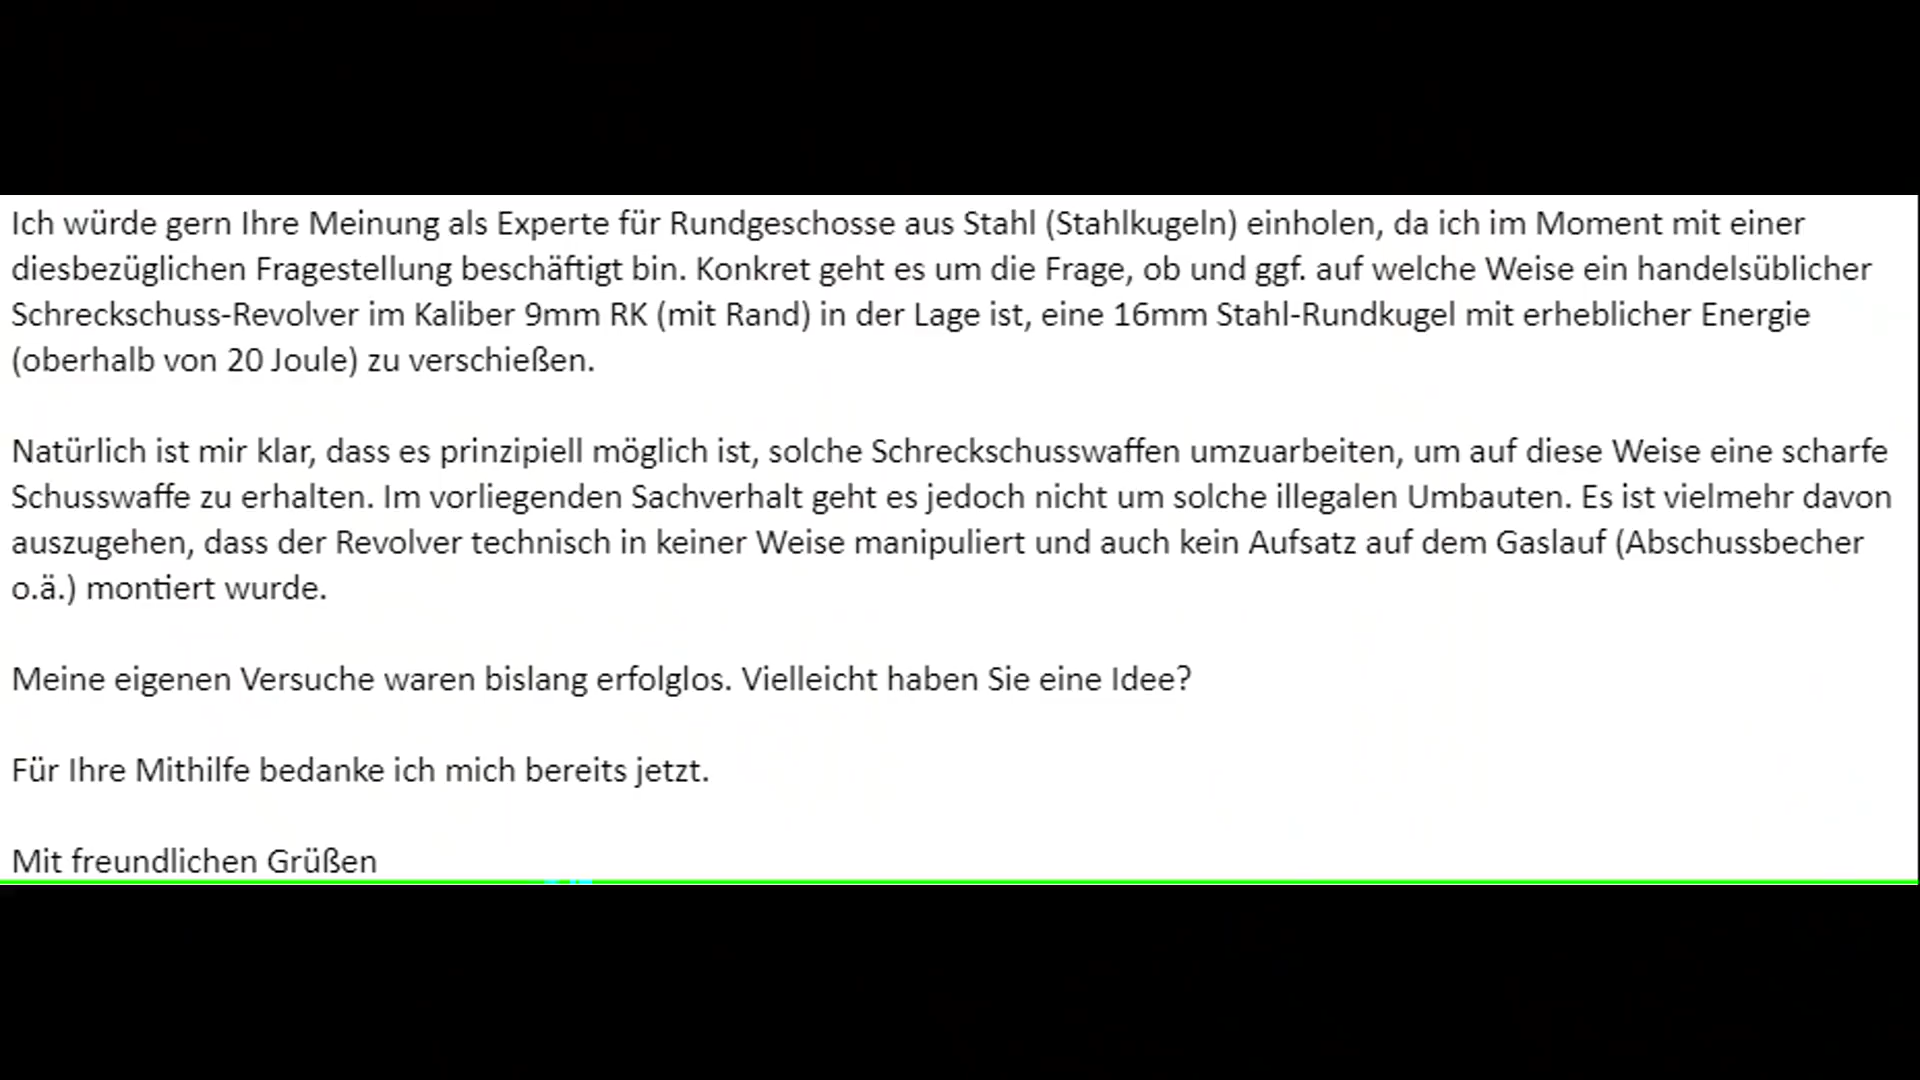 Ich würde gern Ihre Meinung als Experte für Rundgeschosse aus Stahl (Stahlkugeln) einholen, da ich im Moment mit einer
diesbezüglichen Fragestellung beschäftigt bin. Konkret geht es um die Frage, ob und ggf. auf welche Weise ein handelsüblicher
Schreckschuss-Revolver im Kaliber 9mm RK (mit Rand) in der Lage ist, eine 16mm Stahl-Rundkugel mit erheblicher Energie
(oberhalb von 20 Joule) zu verschießen.
Natürlich ist mir klar, dass es prinzipiell möglich ist, solche Schreckschusswaffen umzuarbeiten, um auf diese Weise eine scharfe
Schusswaffe zu erhalten. Im vorliegenden Sachverhalt geht es jedoch nicht um solche illegalen Umbauten. Es ist vielmehr davon
auszugehen, dass der Revolver technisch in keiner Weise manipuliert und auch kein Aufsatz auf dem Gaslauf (Abschussbecher
o.ä.) montiert wurde.
Meine eigenen Versuche waren bislang erfolglos. Vielleicht haben Sie eine Idee?
Für Ihre Mithilfe bedanke ich mich bereits jetzt.
Mit freundlichen Grüßen